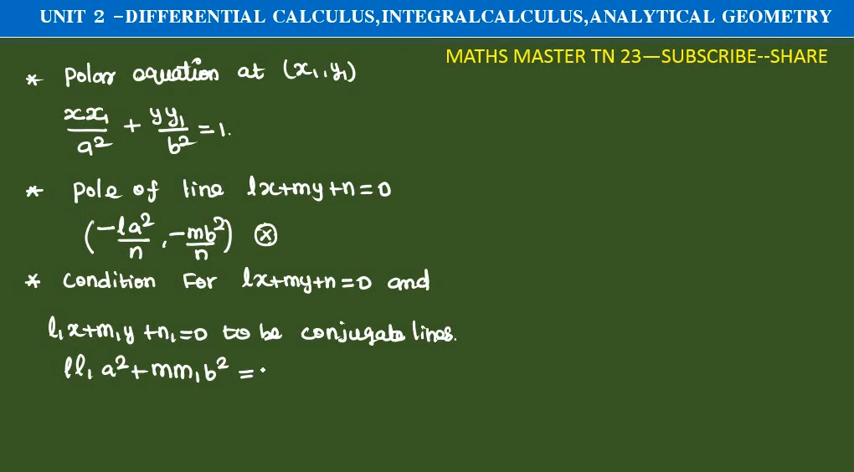 UNIT 2 –DIFFERENTIAL CALCULUS,INTEGRALCALCULUS,ANALYTICAL GEOMETRY
MATHS MASTER TN 23—SUBSCRIBE--SHARE
* Polar equation at (x₁, y₁)
xx₁/a² + yy₁/b² = 1.
* Pole of line lx+my+n=0
(-la²/n, -mb²/n) ⊗
* Condition For lx+my+n=0 and
l₁x+m₁y+n₁=0 to be conjugate lines.
ll₁a²+mm₁b² =